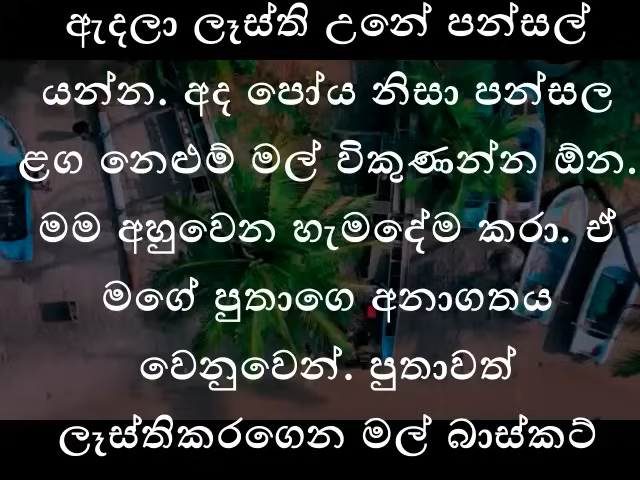 ඇදලා ලෑස්ති උනේ පන්සල්
යන්න. අද පෝය නිසා පන්සල
ළග නෙළුම් මල් විකුණන්න ඕන.
මම අහුවෙන හැමදේම කරා. ඒ
මගේ පුතාගෙ අනාගතය
වෙනුවෙන්. පුතාවත්
ලෑස්තිකරගෙන මල් බාස්කට්